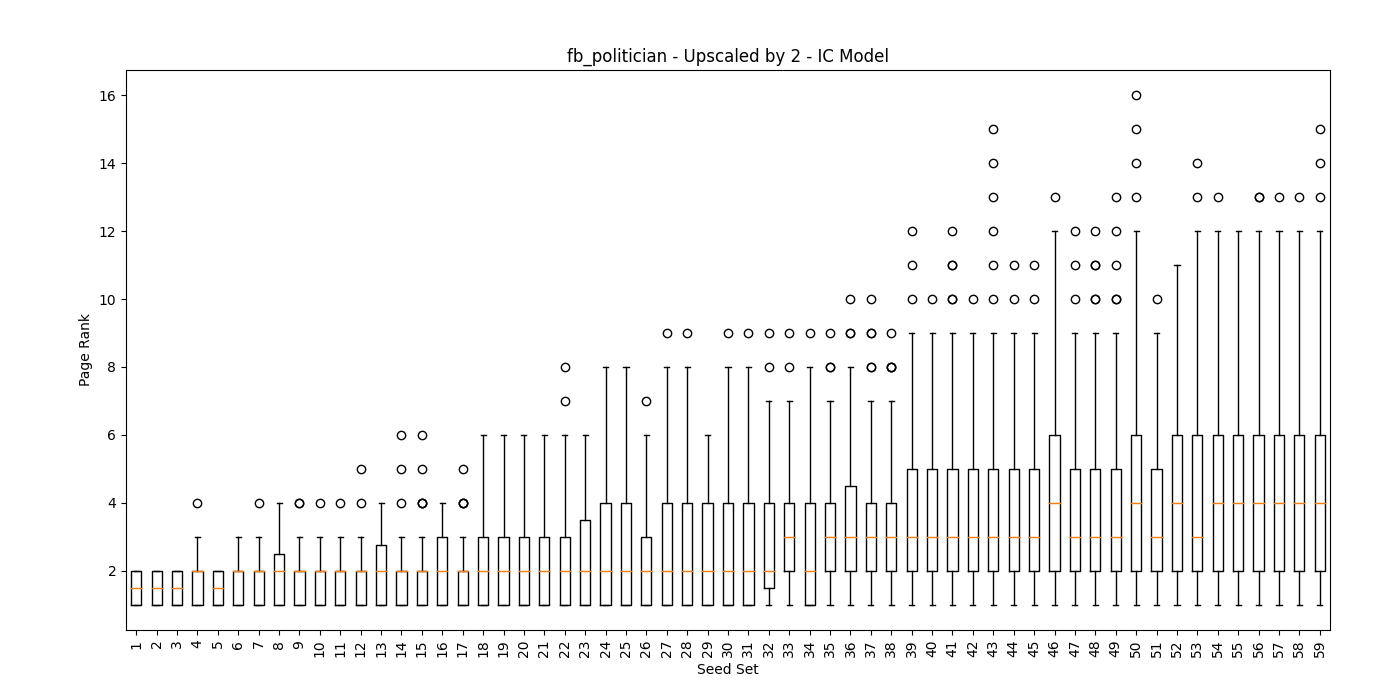 fb_politician - Upscaled by 2 - IC Model
16
14
12
10
8
6
4
2
Page Rank
1 2 3 4 5 6 7 8 9 10 11 12 13 14 15 16 17 18 19 20 21 22 23 24 25 26 27 28 29 30 31 32 33 34 35 36 37 38 39 40 41 42 43 44 45 46 47 48 49 50 51 52 53 54 55 56 57 58 59
Seed Set